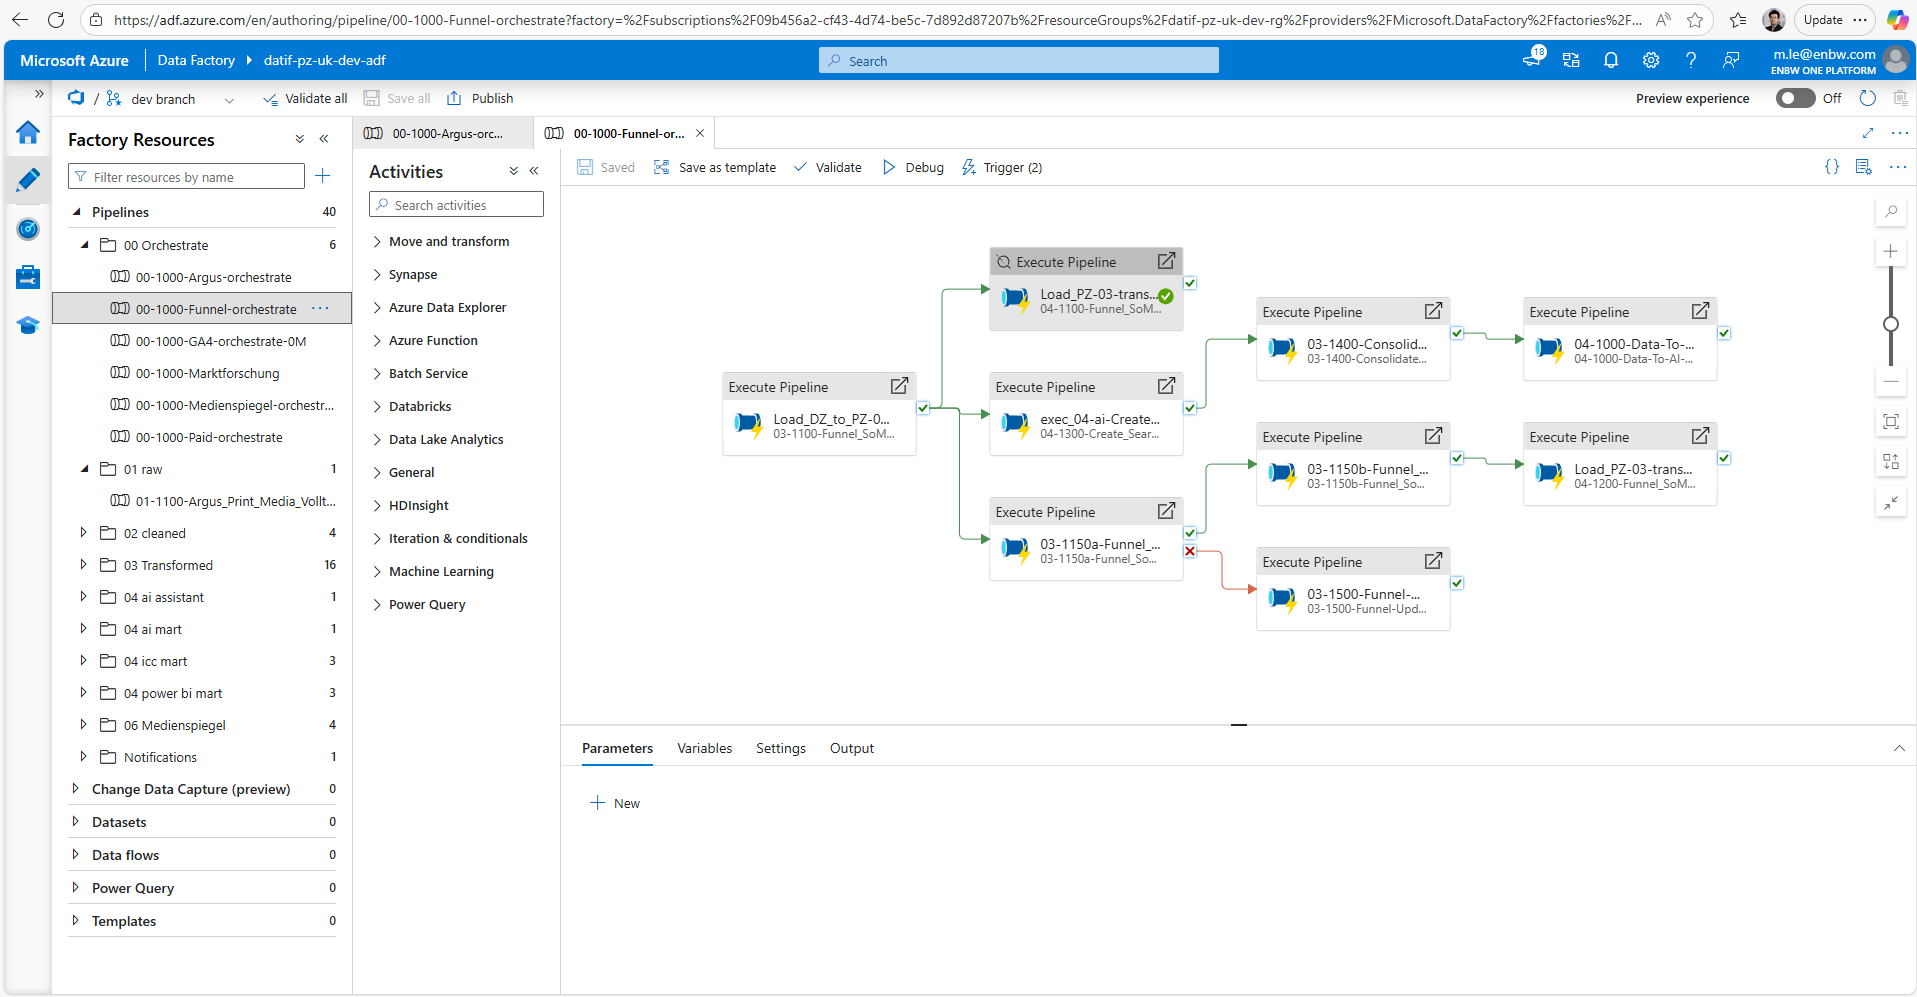 https://adf.azure.com/en/authoring/pipeline/00-1000-Funnel-orchestrate?factory=%2Fsubscriptions%2F09b456a2-cf43-4d74-be5c-7d892d87207b%2FresourceGroups%2Fdatif-pz-uk-dev-rg%2Fproviders%2FMicrosoft.DataFactory%2Ffactories%2F...
Update
Microsoft Azure
Data Factory
datif-pz-uk-dev-adf
Search
18
m.le@enbw.com
ENBW ONE PLATFORM
/
dev branch
Validate all
Save all
Publish
Preview experience
Off
Factory Resources
Filter resources by name
Pipelines
40
00 Orchestrate
6
00-1000-Argus-orchestrate
00-1000-Funnel-orchestrate
00-1000-GA4-orchestrate-0M
00-1000-Marktforschung
00-1000-Medienspiegel-orchestr...
00-1000-Paid-orchestrate
01 raw
1
01-1100-Argus_Print_Media_Vollt...
02 cleaned
4
03 Transformed
16
04 ai assistant
1
04 ai mart
1
04 icc mart
3
04 power bi mart
3
06 Medienspiegel
4
Notifications
1
Change Data Capture (preview)
0
Datasets
0
Data flows
0
Power Query
0
Templates
0
00-1000-Argus-orc...
00-1000-Funnel-or...
Activities
Search activities
Move and transform
Synapse
Azure Data Explorer
Azure Function
Batch Service
Databricks
Data Lake Analytics
General
HDInsight
Iteration & conditionals
Machine Learning
Power Query
Saved
Save as template
Validate
Debug
Trigger (2)
{}
Execute Pipeline
Load_DZ_to_PZ-0...
03-1100-Funnel_SoM...
Execute Pipeline
Load_PZ-03-trans...
04-1100-Funnel_SoM...
Execute Pipeline
exec_04-ai-Create...
04-1300-Create_Sear...
Execute Pipeline
03-1150a-Funnel_...
03-1150a-Funnel_So...
Execute Pipeline
03-1400-Consolid...
03-1400-Consolidate...
Execute Pipeline
04-1000-Data-To-...
04-1000-Data-To-AI-...
Execute Pipeline
03-1150b-Funnel_...
03-1150b-Funnel_So...
Execute Pipeline
Load_PZ-03-trans...
04-1200-Funnel_SoM...
Execute Pipeline
03-1500-Funnel-...
03-1500-Funnel-Upd...
Parameters
Variables
Settings
Output
New